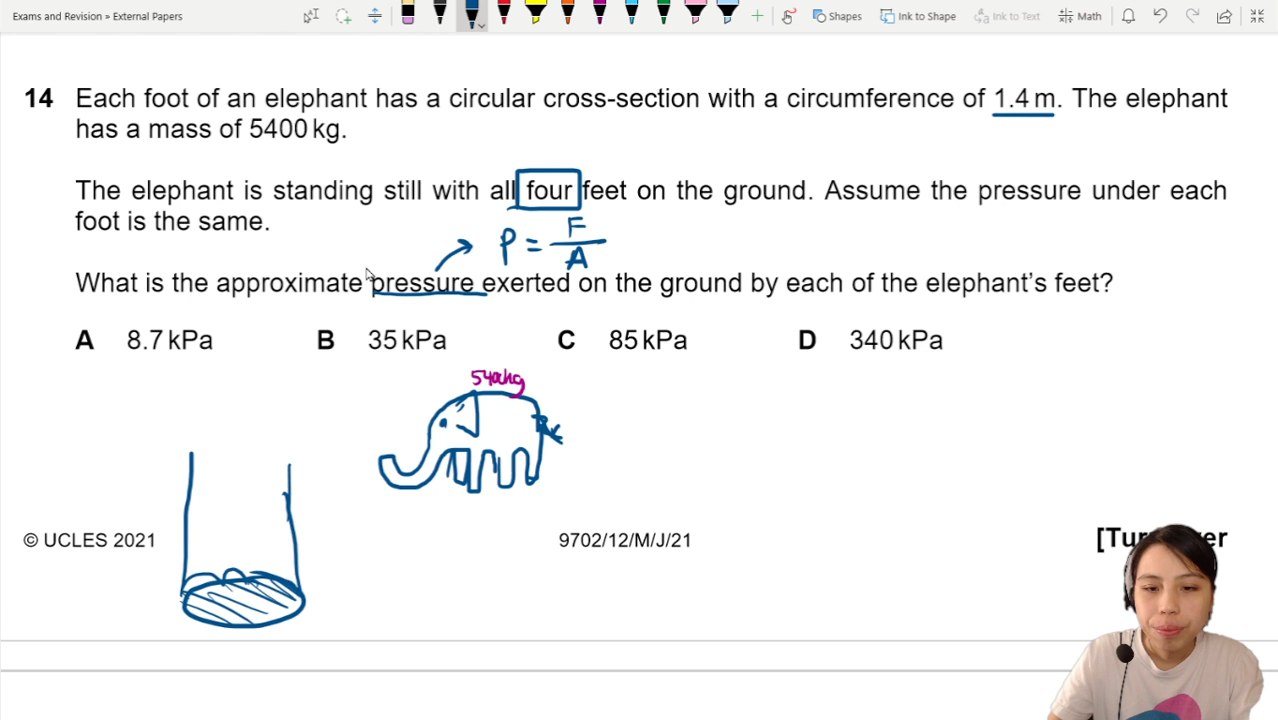 Exams and Revision » External Papers
Shapes
Ink to Shape
Ink to Text
Math
14 Each foot of an elephant has a circular cross-section with a circumference of 1.4 m. The elephant
has a mass of 5400 kg.
The elephant is standing still with all four feet on the ground. Assume the pressure under each
foot is the same.
P = F/A
What is the approximate pressure exerted on the ground by each of the elephant's feet?
A 8.7 kPa B 35 kPa C 85 kPa D 340 kPa
5400kg
© UCLES 2021 9702/12/M/J/21